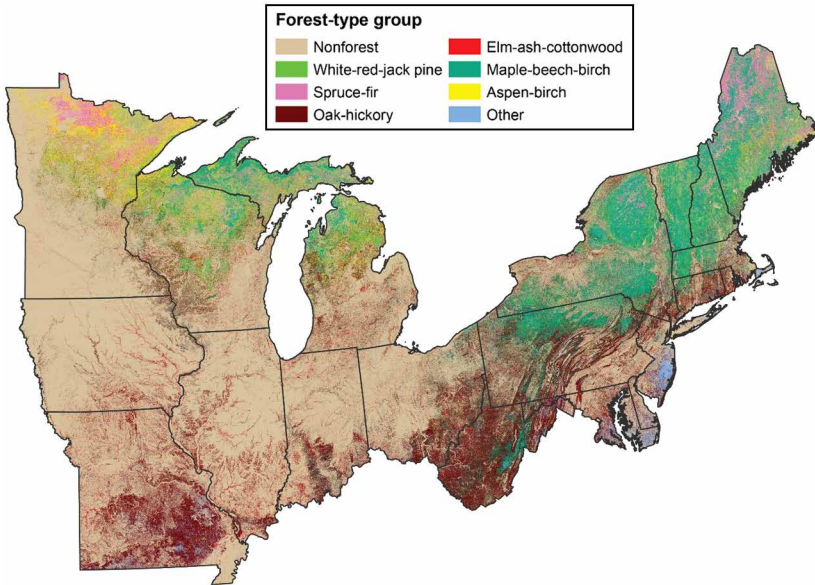 Forest-type group
Nonforest
White-red-jack pine
Spruce-fir
Oak-hickory
Elm-ash-cottonwood
Maple-beech-birch
Aspen-birch
Other